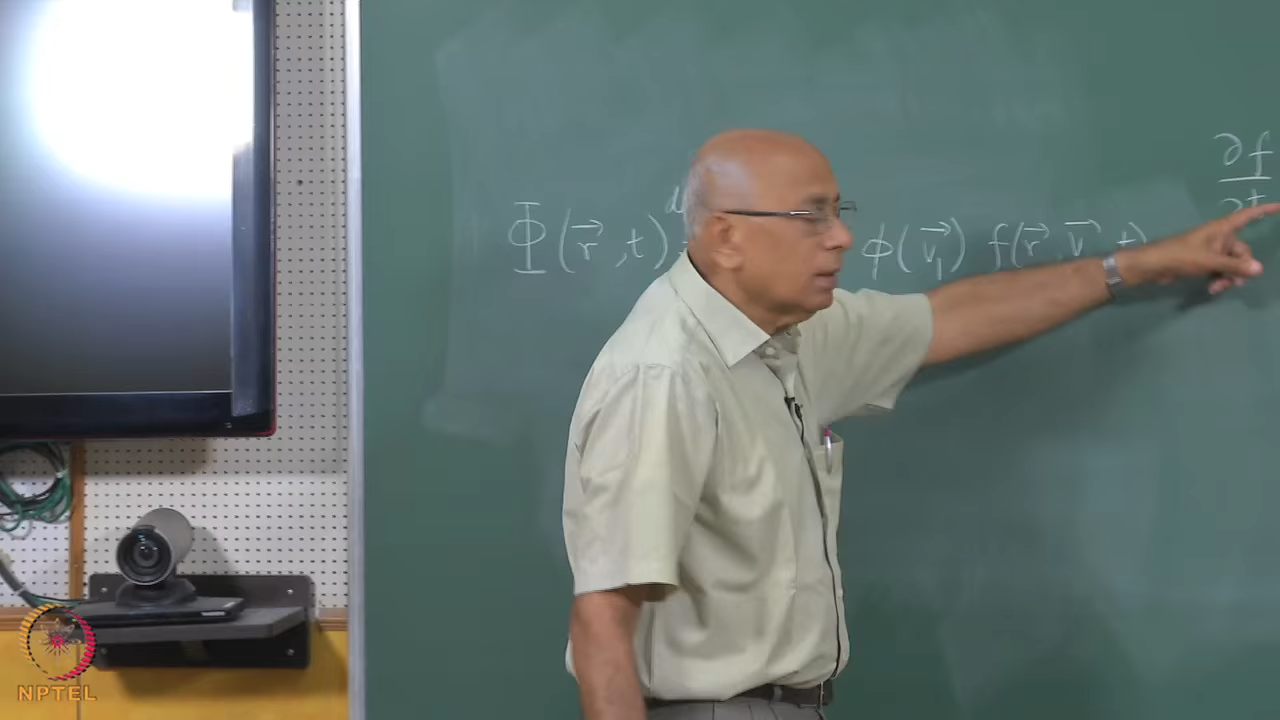 ∂f
∂t
Φ(r⃗,t) d φ(v⃗₁) f(r⃗,v⃗ t)
NPTEL